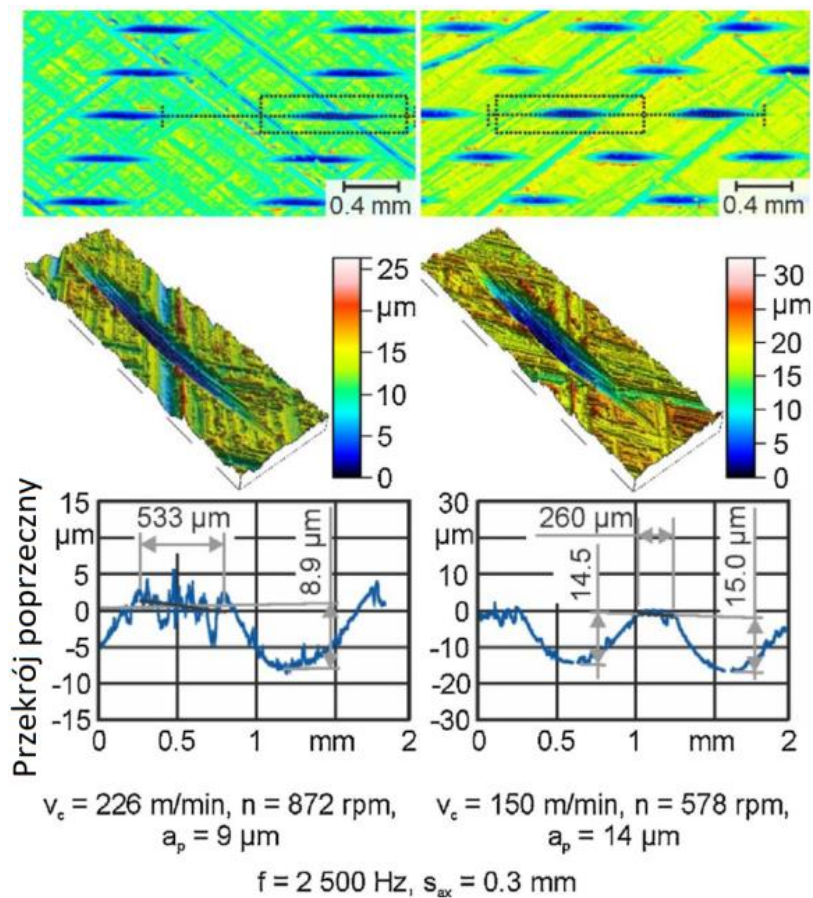 0.4 mm
0.4 mm
25
µm
20
15
10
5
0
30
µm
25
20
15
10
5
0
Przekrój poprzeczny
15
µm
5
0
-5
-10
-15
533 µm
8.9 µm
0
0.5
1
mm
2
30
µm
10
0
-10
-20
-30
260 µm
14.5
15.0 µm
0
0.5
1
mm
2
vc = 226 m/min, n = 872 rpm,
ap = 9 µm
vc = 150 m/min, n = 578 rpm,
ap = 14 µm
f = 2 500 Hz, sax = 0.3 mm